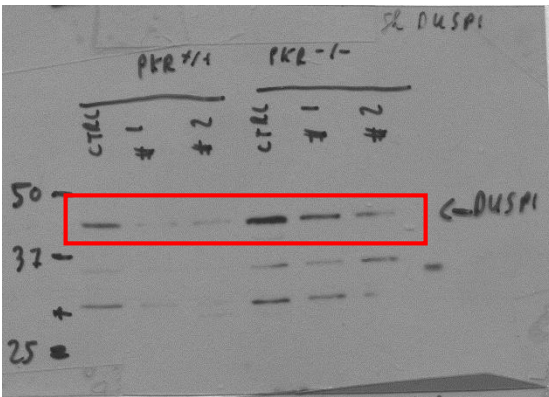 sh DUSP1
PKR +/+ PKR -/-
CTRL #1 #2 CTRL #1 #2
50
←DUSP1
37
+
25